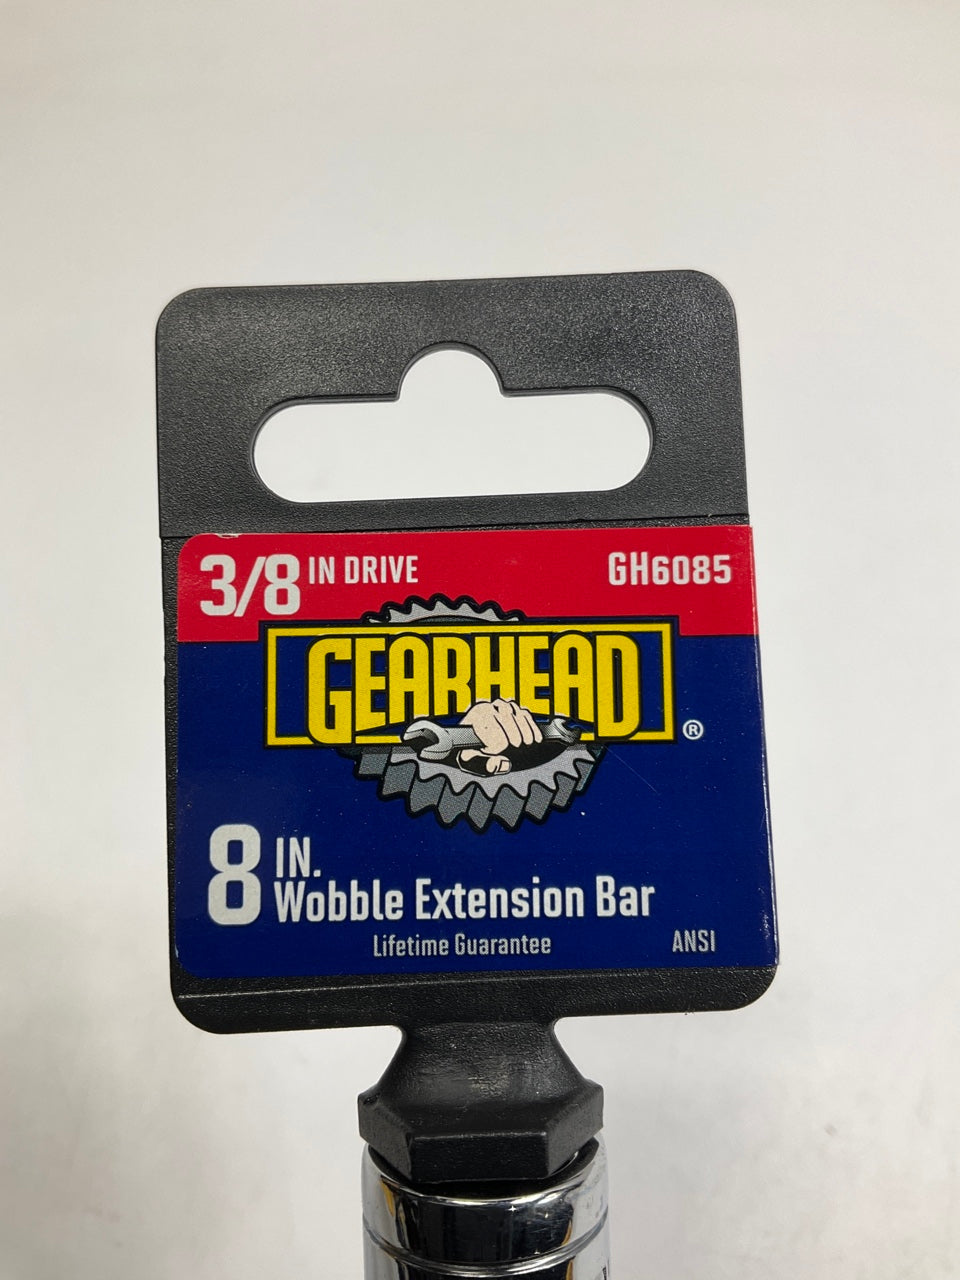 3/8 IN DRIVE
GH6085
GEARHEAD
®
8 IN.
Wobble Extension Bar
Lifetime Guarantee
ANSI